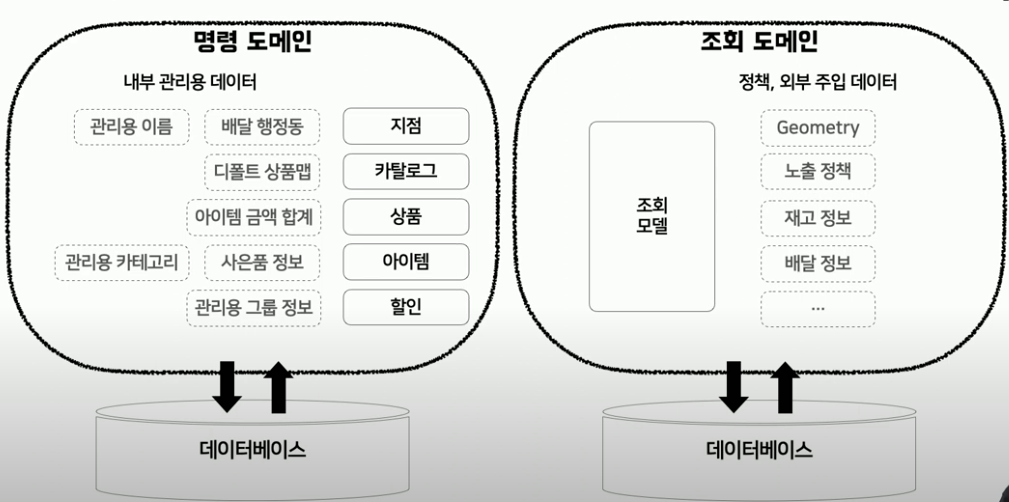 명령 도메인
내부 관리용 데이터
관리용 이름 배달 행정동 지점
디폴트 상품맵 카탈로그
아이템 금액 합계 상품
관리용 카테고리 사은품 정보 아이템
관리용 그룹 정보 할인
데이터베이스
조회 도메인
정책, 외부 주입 데이터
조회
모델
Geometry
노출 정책
재고 정보
배달 정보
...
데이터베이스